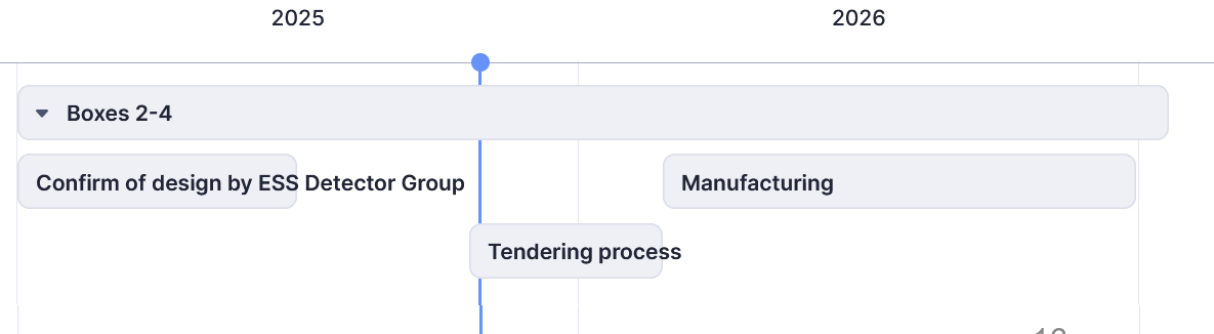 2025
2026
Boxes 2-4
Confirm of design by ESS Detector Group
Manufacturing
Tendering process